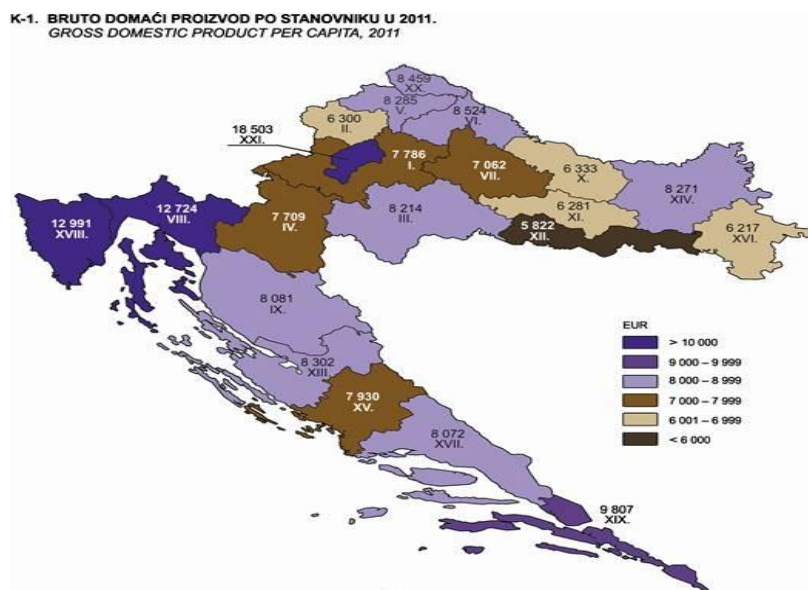 K-1. BRUTO DOMAĆI PROIZVOD PO STANOVNIKU U 2011.
GROSS DOMESTIC PRODUCT PER CAPITA, 2011
8 459
XX.
8 285
V.
8 524
VI.
6 300
II.
18 503
XXI.
7 786
I.
7 062
VII.
6 333
X.
8 271
XIV.
12 991
XVIII.
12 724
VIII.
7 709
IV.
8 214
III.
6 281
XI.
5 822
XII.
6 217
XVI.
8 081
IX.
8 302
XIII.
7 930
XV.
8 072
XVII.
9 807
XIX.
EUR
> 10 000
9 000 – 9 999
8 000 – 8 999
7 000 – 7 999
6 001 – 6 999
< 6 000